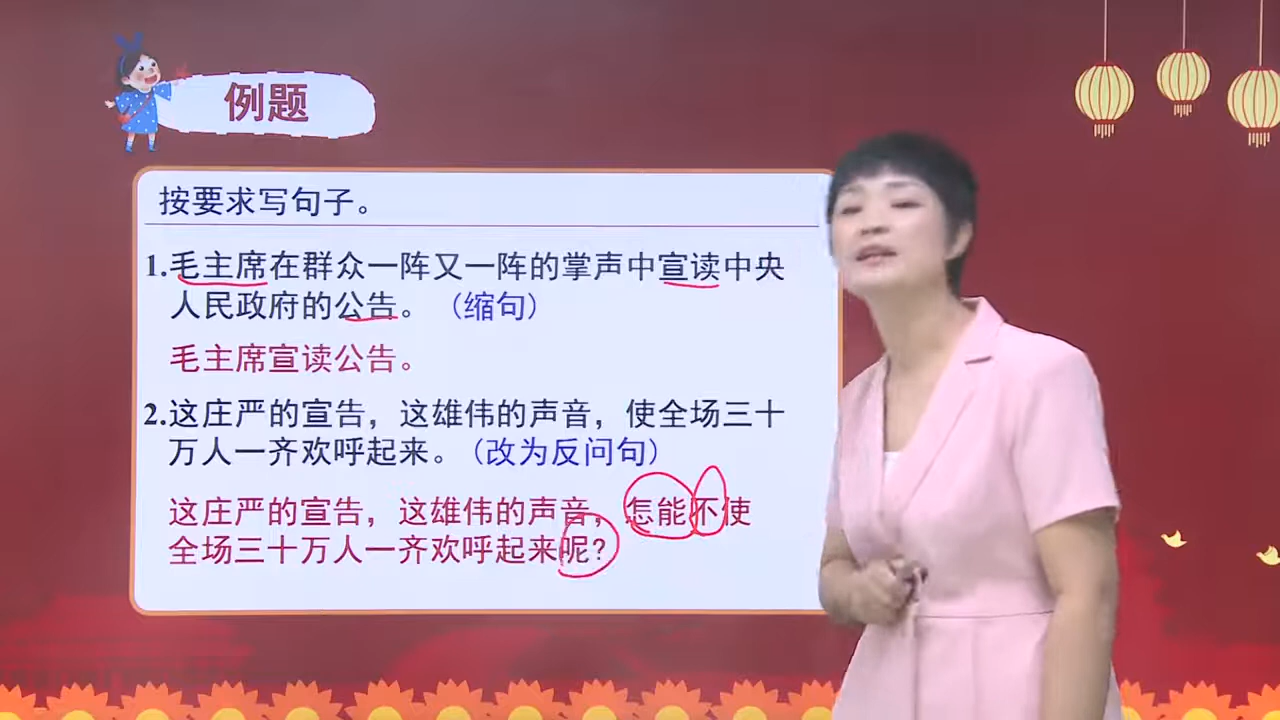 例题
按要求写句子。
1.毛主席在群众一阵又一阵的掌声中宣读中央
人民政府的公告。（缩句）
毛主席宣读公告。
2.这庄严的宣告，这雄伟的声音，使全场三十
万人一齐欢呼起来。（改为反问句）
这庄严的宣告，这雄伟的声音，怎能不使
全场三十万人一齐欢呼起来呢?